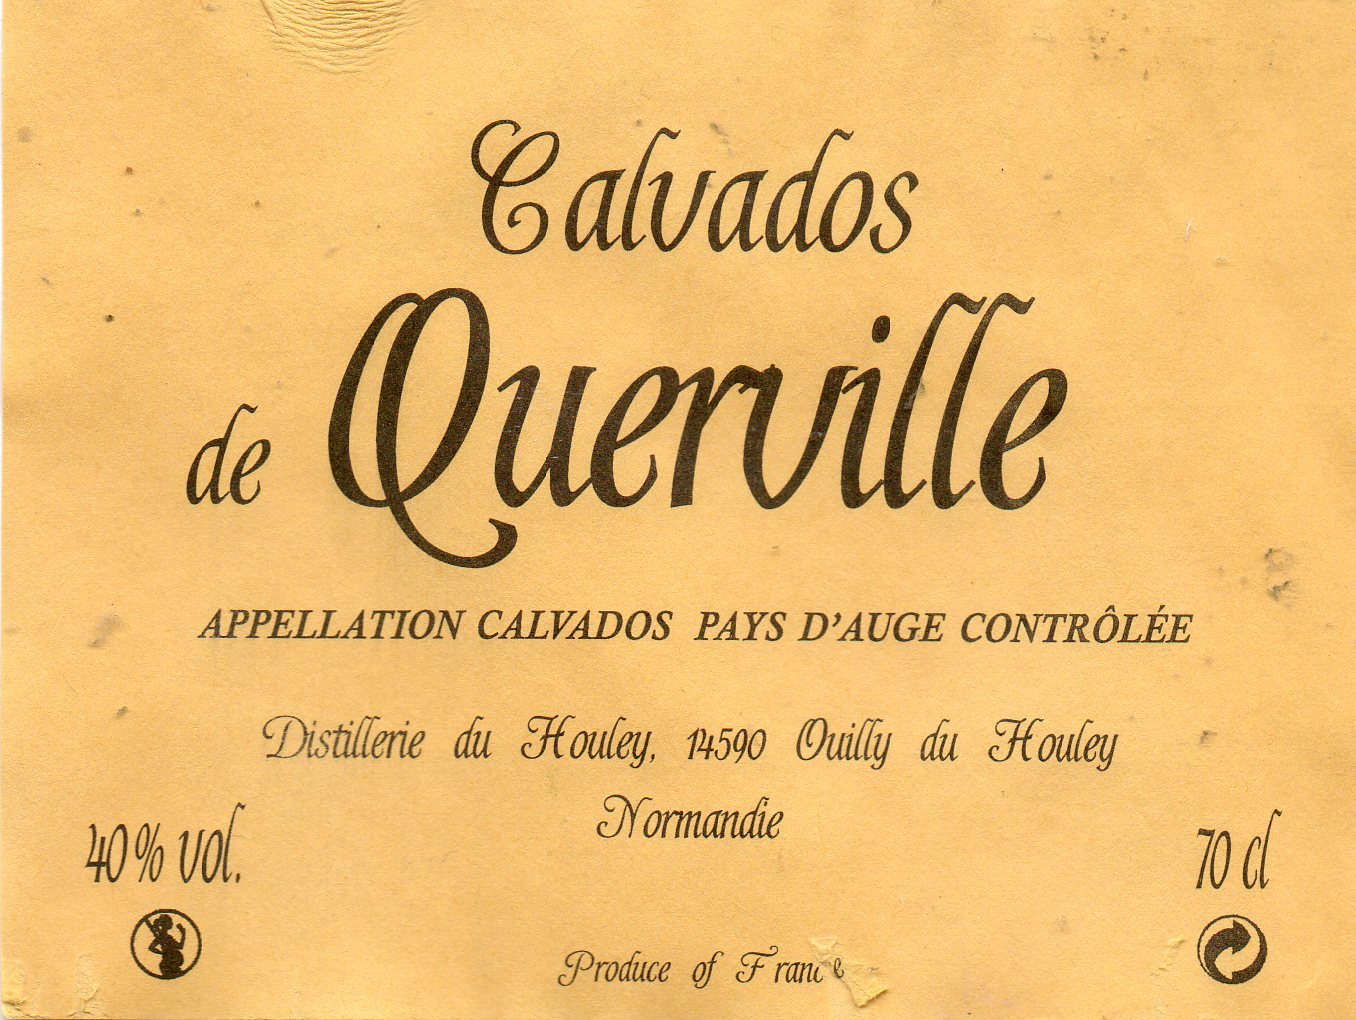 Calvados
de Querville
APPELLATION CALVADOS PAYS D'AUGE CONTRÔLÉE
Distillerie du Houley, 14590 Ouilly du Houley
Normandie
40% vol.
70 cl
Produce of France